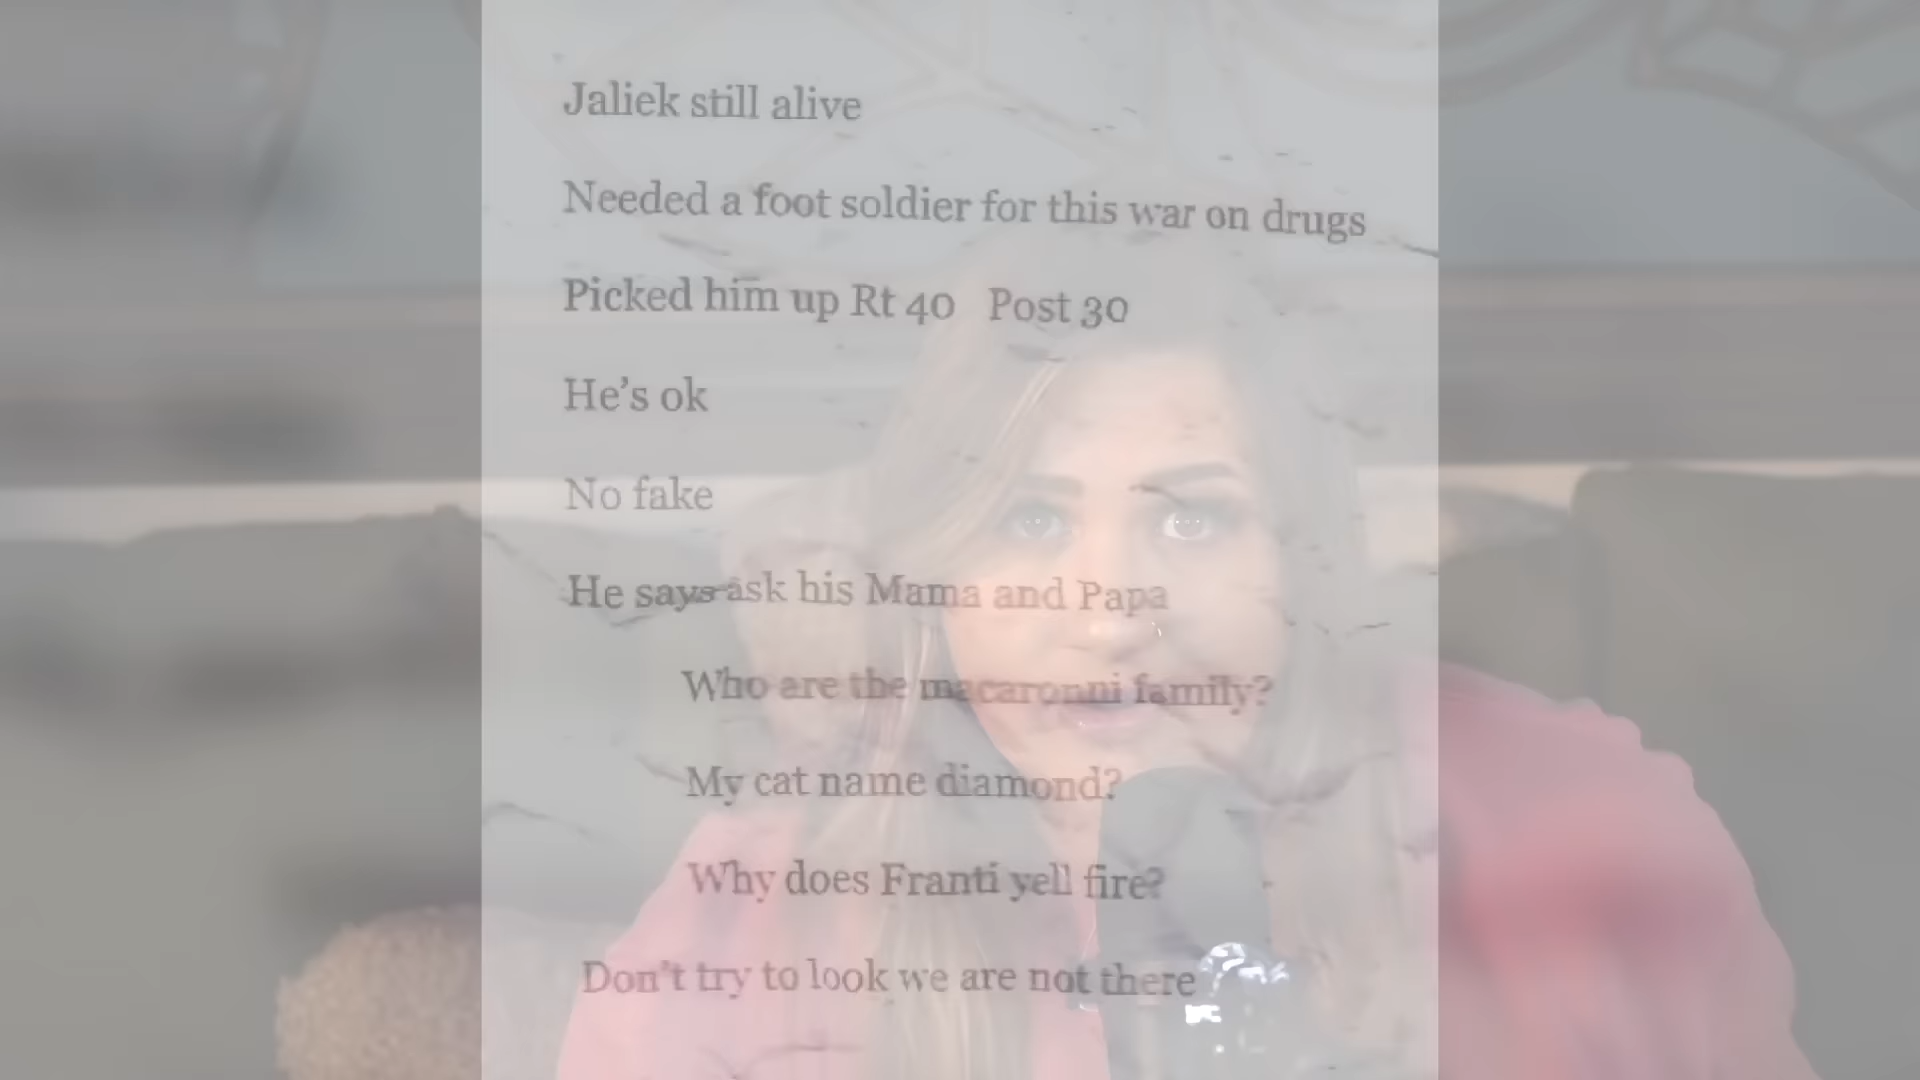 Jaliek still alive
Needed a foot soldier for this war on drugs
Picked him up Rt 40 Post 30
He's ok
No fake
He says ask his Mama and Papa
Who are the macaronni family?
My cat name diamond?
Why does Franti yell fire?
Don't try to look we are not there